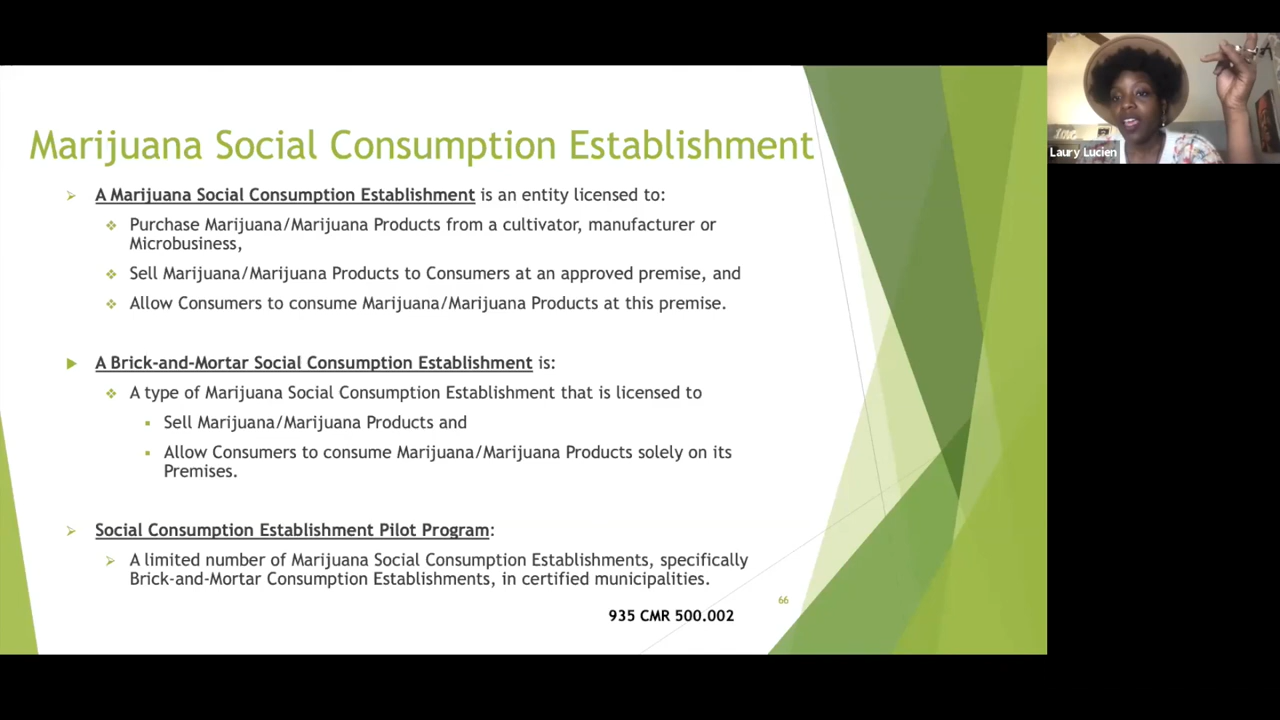 Marijuana Social Consumption Establishment
A Marijuana Social Consumption Establishment is an entity licensed to:
Purchase Marijuana/Marijuana Products from a cultivator, manufacturer or
Microbusiness,
Sell Marijuana/Marijuana Products to Consumers at an approved premise, and
Allow Consumers to consume Marijuana/Marijuana Products at this premise.
A Brick-and-Mortar Social Consumption Establishment is:
A type of Marijuana Social Consumption Establishment that is licensed to
Sell Marijuana/Marijuana Products and
Allow Consumers to consume Marijuana/Marijuana Products solely on its
Premises.
Social Consumption Establishment Pilot Program:
A limited number of Marijuana Social Consumption Establishments, specifically
Brick-and-Mortar Consumption Establishments, in certified municipalities.
66
935 CMR 500.002
love
Laury Lucien